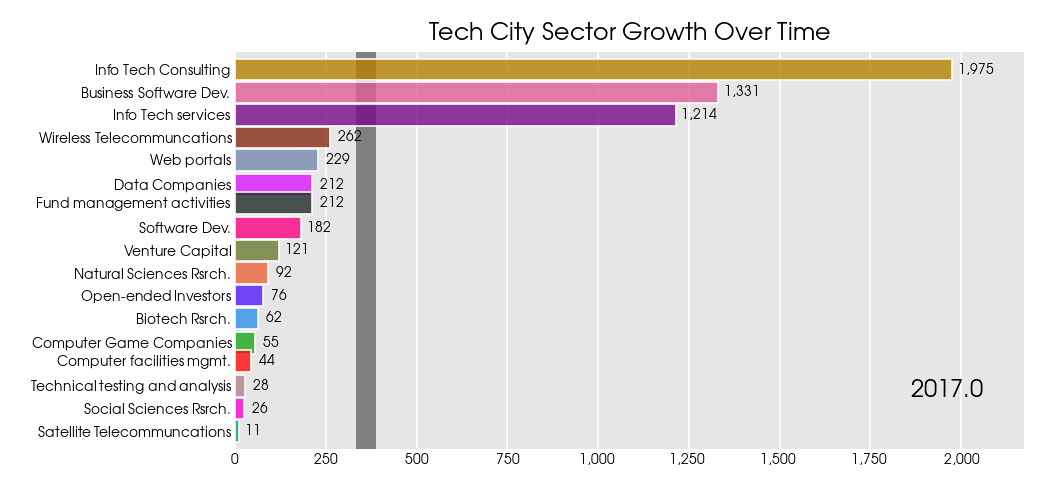 Tech City Sector Growth Over Time
Info Tech Consulting 1,975
Business Software Dev. 1,331
Info Tech services 1,214
Wireless Telecommuncations 262
Web portals 229
Data Companies 212
Fund management activities 212
Software Dev. 182
Venture Capital 121
Natural Sciences Rsrch. 92
Open-ended Investors 76
Biotech Rsrch. 62
Computer Game Companies 55
Computer facilities mgmt. 44
Technical testing and analysis 28
2017.0
Social Sciences Rsrch. 26
Satellite Telecommuncations 11
0 250 500 750 1,000 1,250 1,500 1,750 2,000